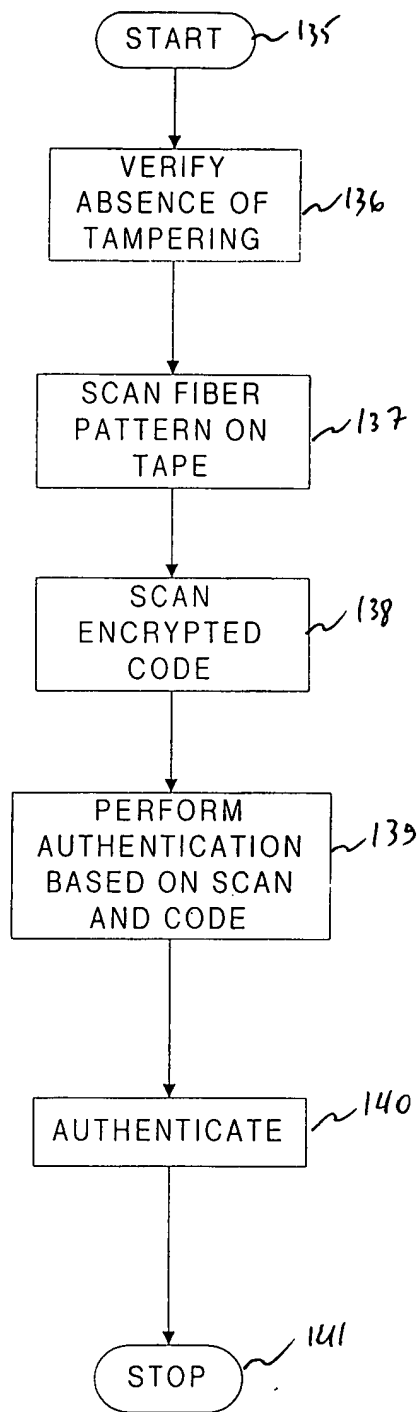 START
135
VERIFY
ABSENCE OF
TAMPERING
136
SCAN FIBER
PATTERN ON
TAPE
137
SCAN
ENCRYPTED
CODE
138
PERFORM
AUTHENTICATION
BASED ON SCAN
AND CODE
139
AUTHENTICATE
140
STOP
141